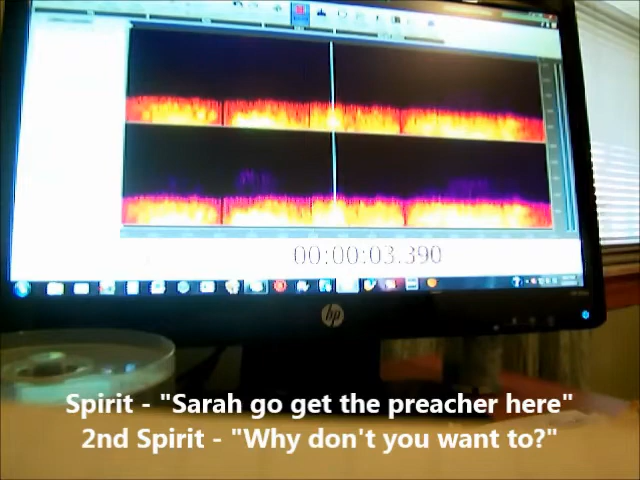 00:00:03.390
hp
Spirit - "Sarah go get the preacher here"
2nd Spirit - "Why don't you want to?"